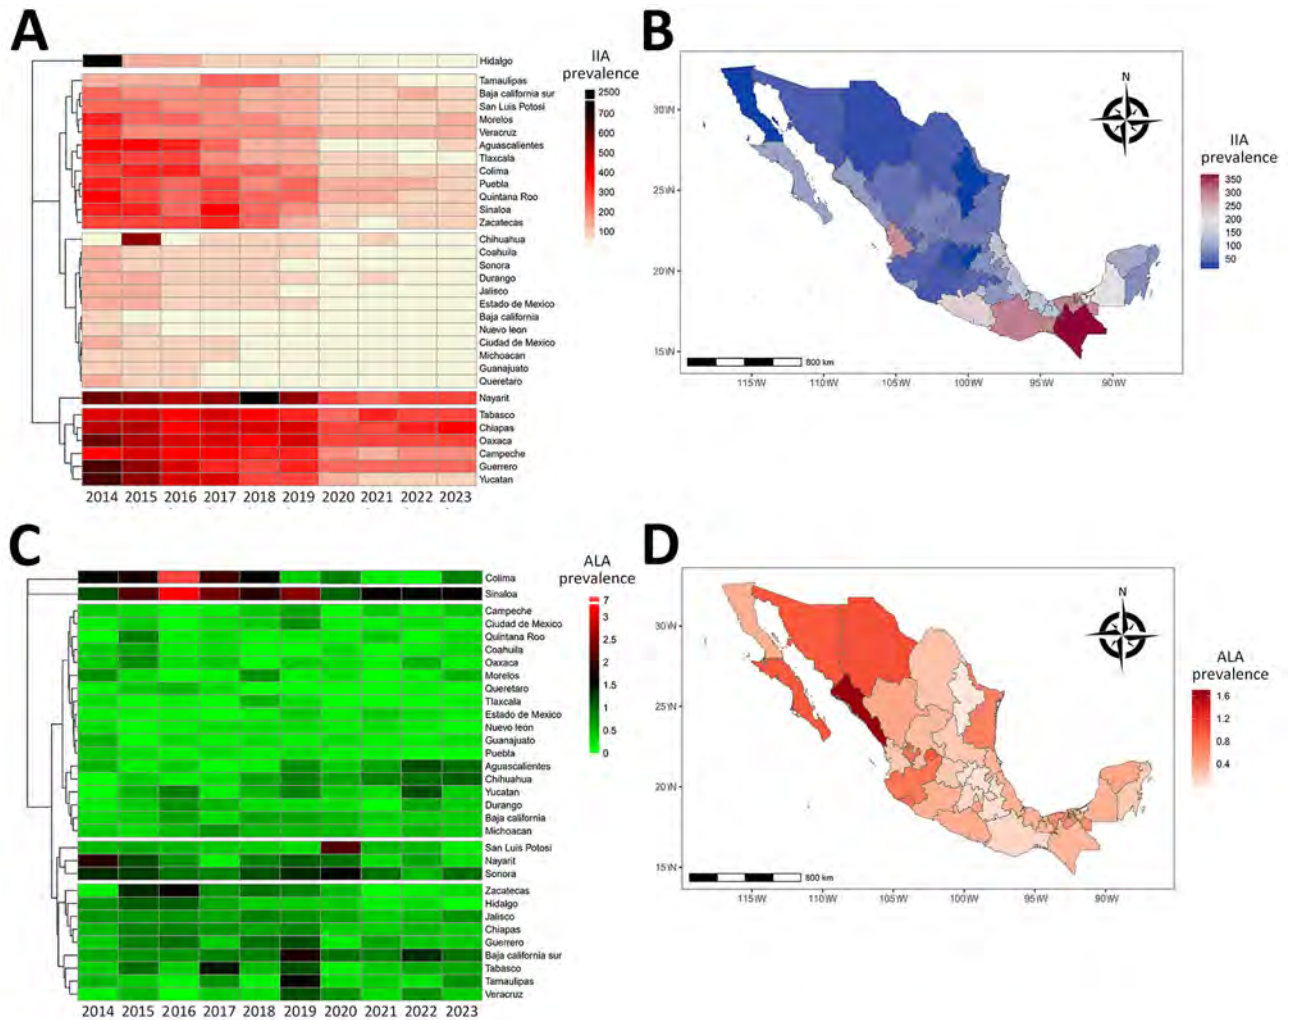 A
IIA
prevalence
2500
700
600
500
400
300
200
100
Hidalgo
Tamaulipas
Baja california sur
San Luis Potosi
Morelos
Veracruz
Aguascalientes
Tlaxcala
Colima
Puebla
Quintana Roo
Sinaloa
Zacatecas
Chihuahua
Coahuila
Sonora
Durango
Jalisco
Estado de Mexico
Baja california
Nuevo leon
Ciudad de Mexico
Michoacan
Guanajuato
Queretaro
Nayarit
Tabasco
Chiapas
Oaxaca
Campeche
Guerrero
Yucatan
2014 2015 2016 2017 2018 2019 2020 2021 2022 2023
B
N
30°N
25°N
20°N
15°N
800 km
115°W 110°W 105°W 100°W 95°W 90°W
IIA
prevalence
350
300
250
200
150
100
50
C
ALA
prevalence
7
3
2.5
2
1.5
1
0.5
0
Colima
Sinaloa
Campeche
Ciudad de Mexico
Quintana Roo
Coahuila
Oaxaca
Morelos
Queretaro
Tlaxcala
Estado de Mexico
Nuevo leon
Guanajuato
Puebla
Aguascalientes
Chihuahua
Yucatan
Durango
Baja california
Michoacan
San Luis Potosi
Nayarit
Sonora
Zacatecas
Hidalgo
Jalisco
Chiapas
Guerrero
Baja california sur
Tabasco
Tamaulipas
Veracruz
2014 2015 2016 2017 2018 2019 2020 2021 2022 2023
D
N
30°N
25°N
20°N
15°N
800 km
115°W 110°W 105°W 100°W 95°W 90°W
ALA
prevalence
1.6
1.2
0.8
0.4